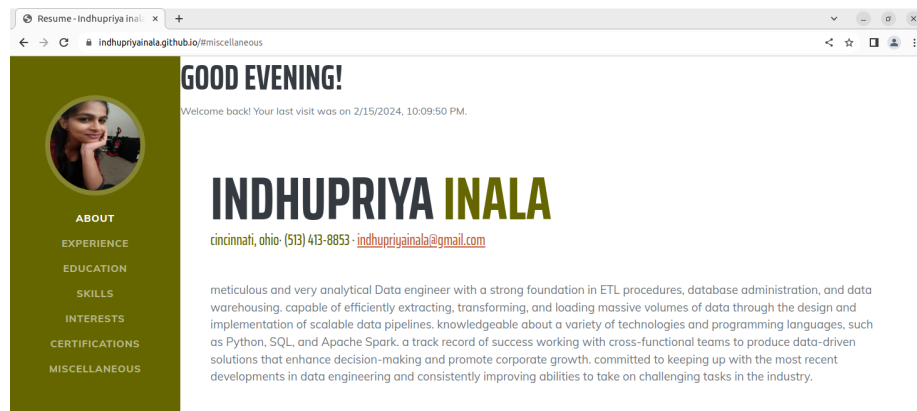 Resume - Indhupriya inala
indhupriyainala.github.io/#miscellaneous
GOOD EVENING!
Welcome back! Your last visit was on 2/15/2024, 10:09:50 PM.
INDHUPRIYA INALA
cincinnati, ohio· (513) 413-8853 · indhupriyainala@gmail.com
ABOUT
EXPERIENCE
EDUCATION
SKILLS
INTERESTS
CERTIFICATIONS
MISCELLANEOUS
meticulous and very analytical Data engineer with a strong foundation in ETL procedures, database administration, and data
warehousing. capable of efficiently extracting, transforming, and loading massive volumes of data through the design and
implementation of scalable data pipelines. knowledgeable about a variety of technologies and programming languages, such
as Python, SQL, and Apache Spark. a track record of success working with cross-functional teams to produce data-driven
solutions that enhance decision-making and promote corporate growth. committed to keeping up with the most recent
developments in data engineering and consistently improving abilities to take on challenging tasks in the industry.